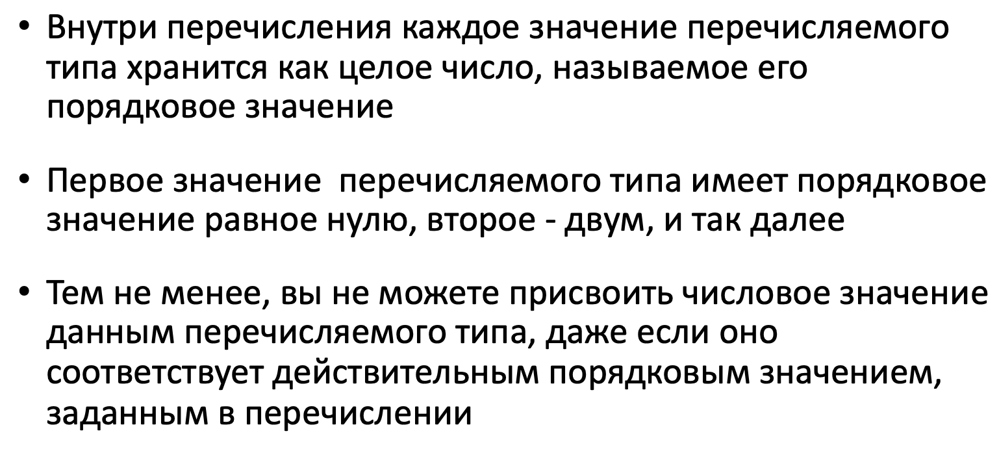 • Внутри перечисления каждое значение перечисляемого
типа хранится как целое число, называемое его
порядковое значение
• Первое значение  перечисляемого типа имеет порядковое
значение равное нулю, второе - двум, и так далее
• Тем не менее, вы не можете присвоить числовое значение
данным перечисляемого типа, даже если оно
соответствует действительным порядковым значением,
заданным в перечислении